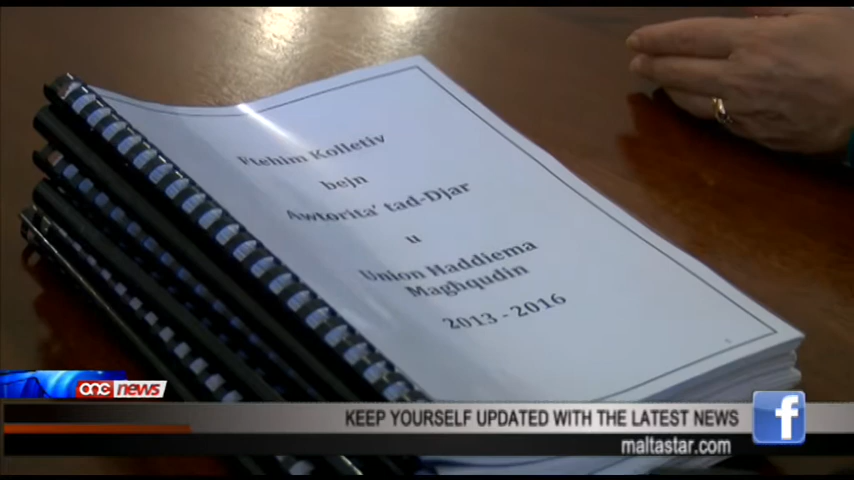 Ftehim Kolletiv
bejn
Awtorita' tad-Djar
u
Union Haddiema
Maghqudin
2013 - 2016
one news
KEEP YOURSELF UPDATED WITH THE LATEST NEWS
f
maltastar.com